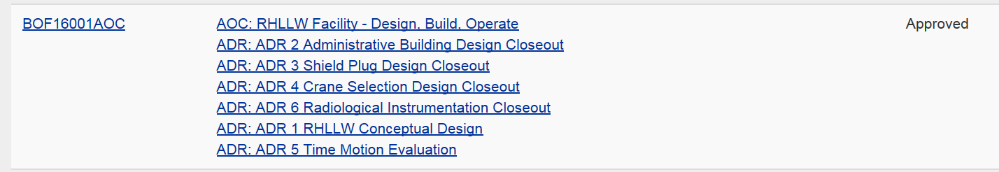 BOF16001AOC AOC: RHLLW Facility - Design, Build, Operate Approved
ADR: ADR 2 Administrative Building Design Closeout
ADR: ADR 3 Shield Plug Design Closeout
ADR: ADR 4 Crane Selection Design Closeout
ADR: ADR 6 Radiological Instrumentation Closeout
ADR: ADR 1 RHLLW Conceptual Design
ADR: ADR 5 Time Motion Evaluation